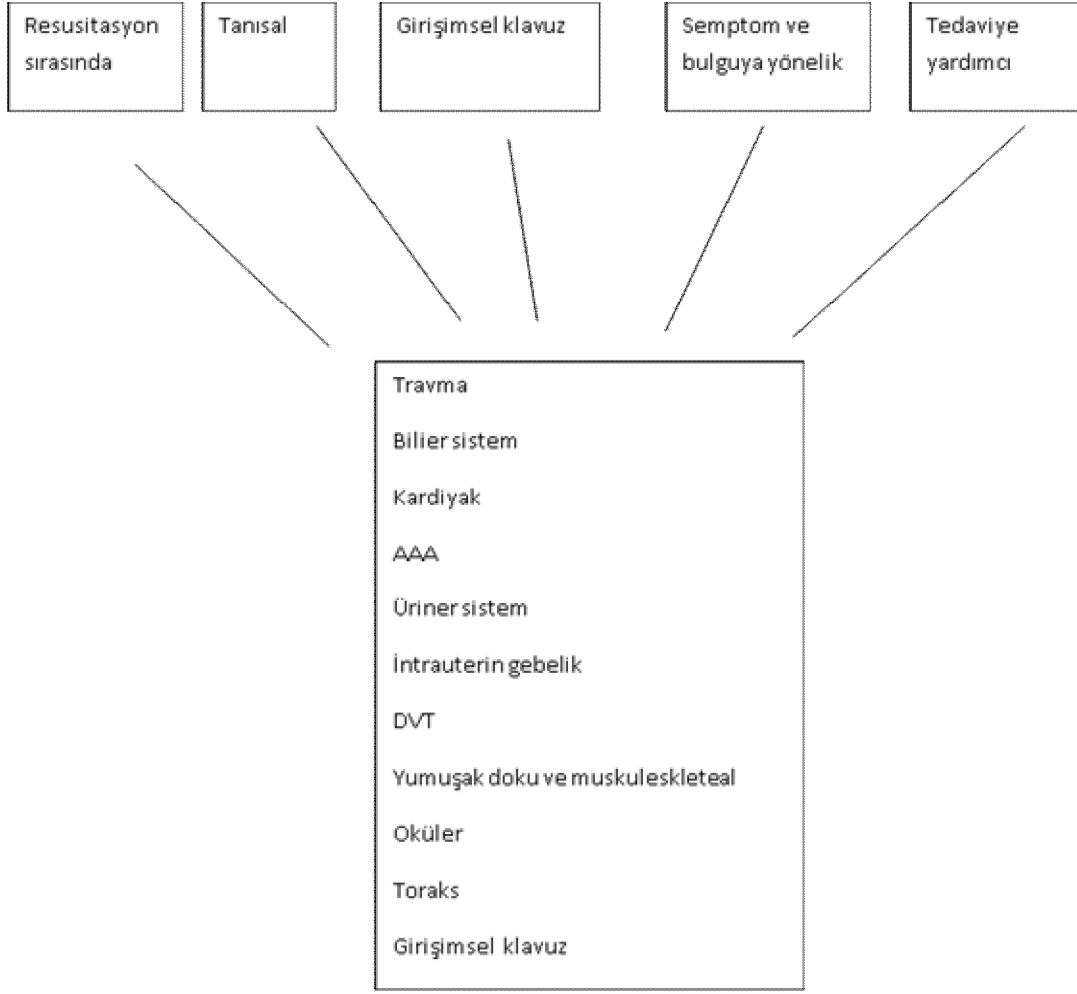 Resusitasyon
sırasında
Tanısal
Girişimsel klavuz
Semptom ve
bulguya yönelik
Tedaviye
yardımcı
Travma
Bilier sistem
Kardiyak
AAA
Üriner sistem
İntrauterin gebelik
DVT
Yumuşak doku ve muskuleskleteal
Oküler
Toraks
Girişimsel klavuz